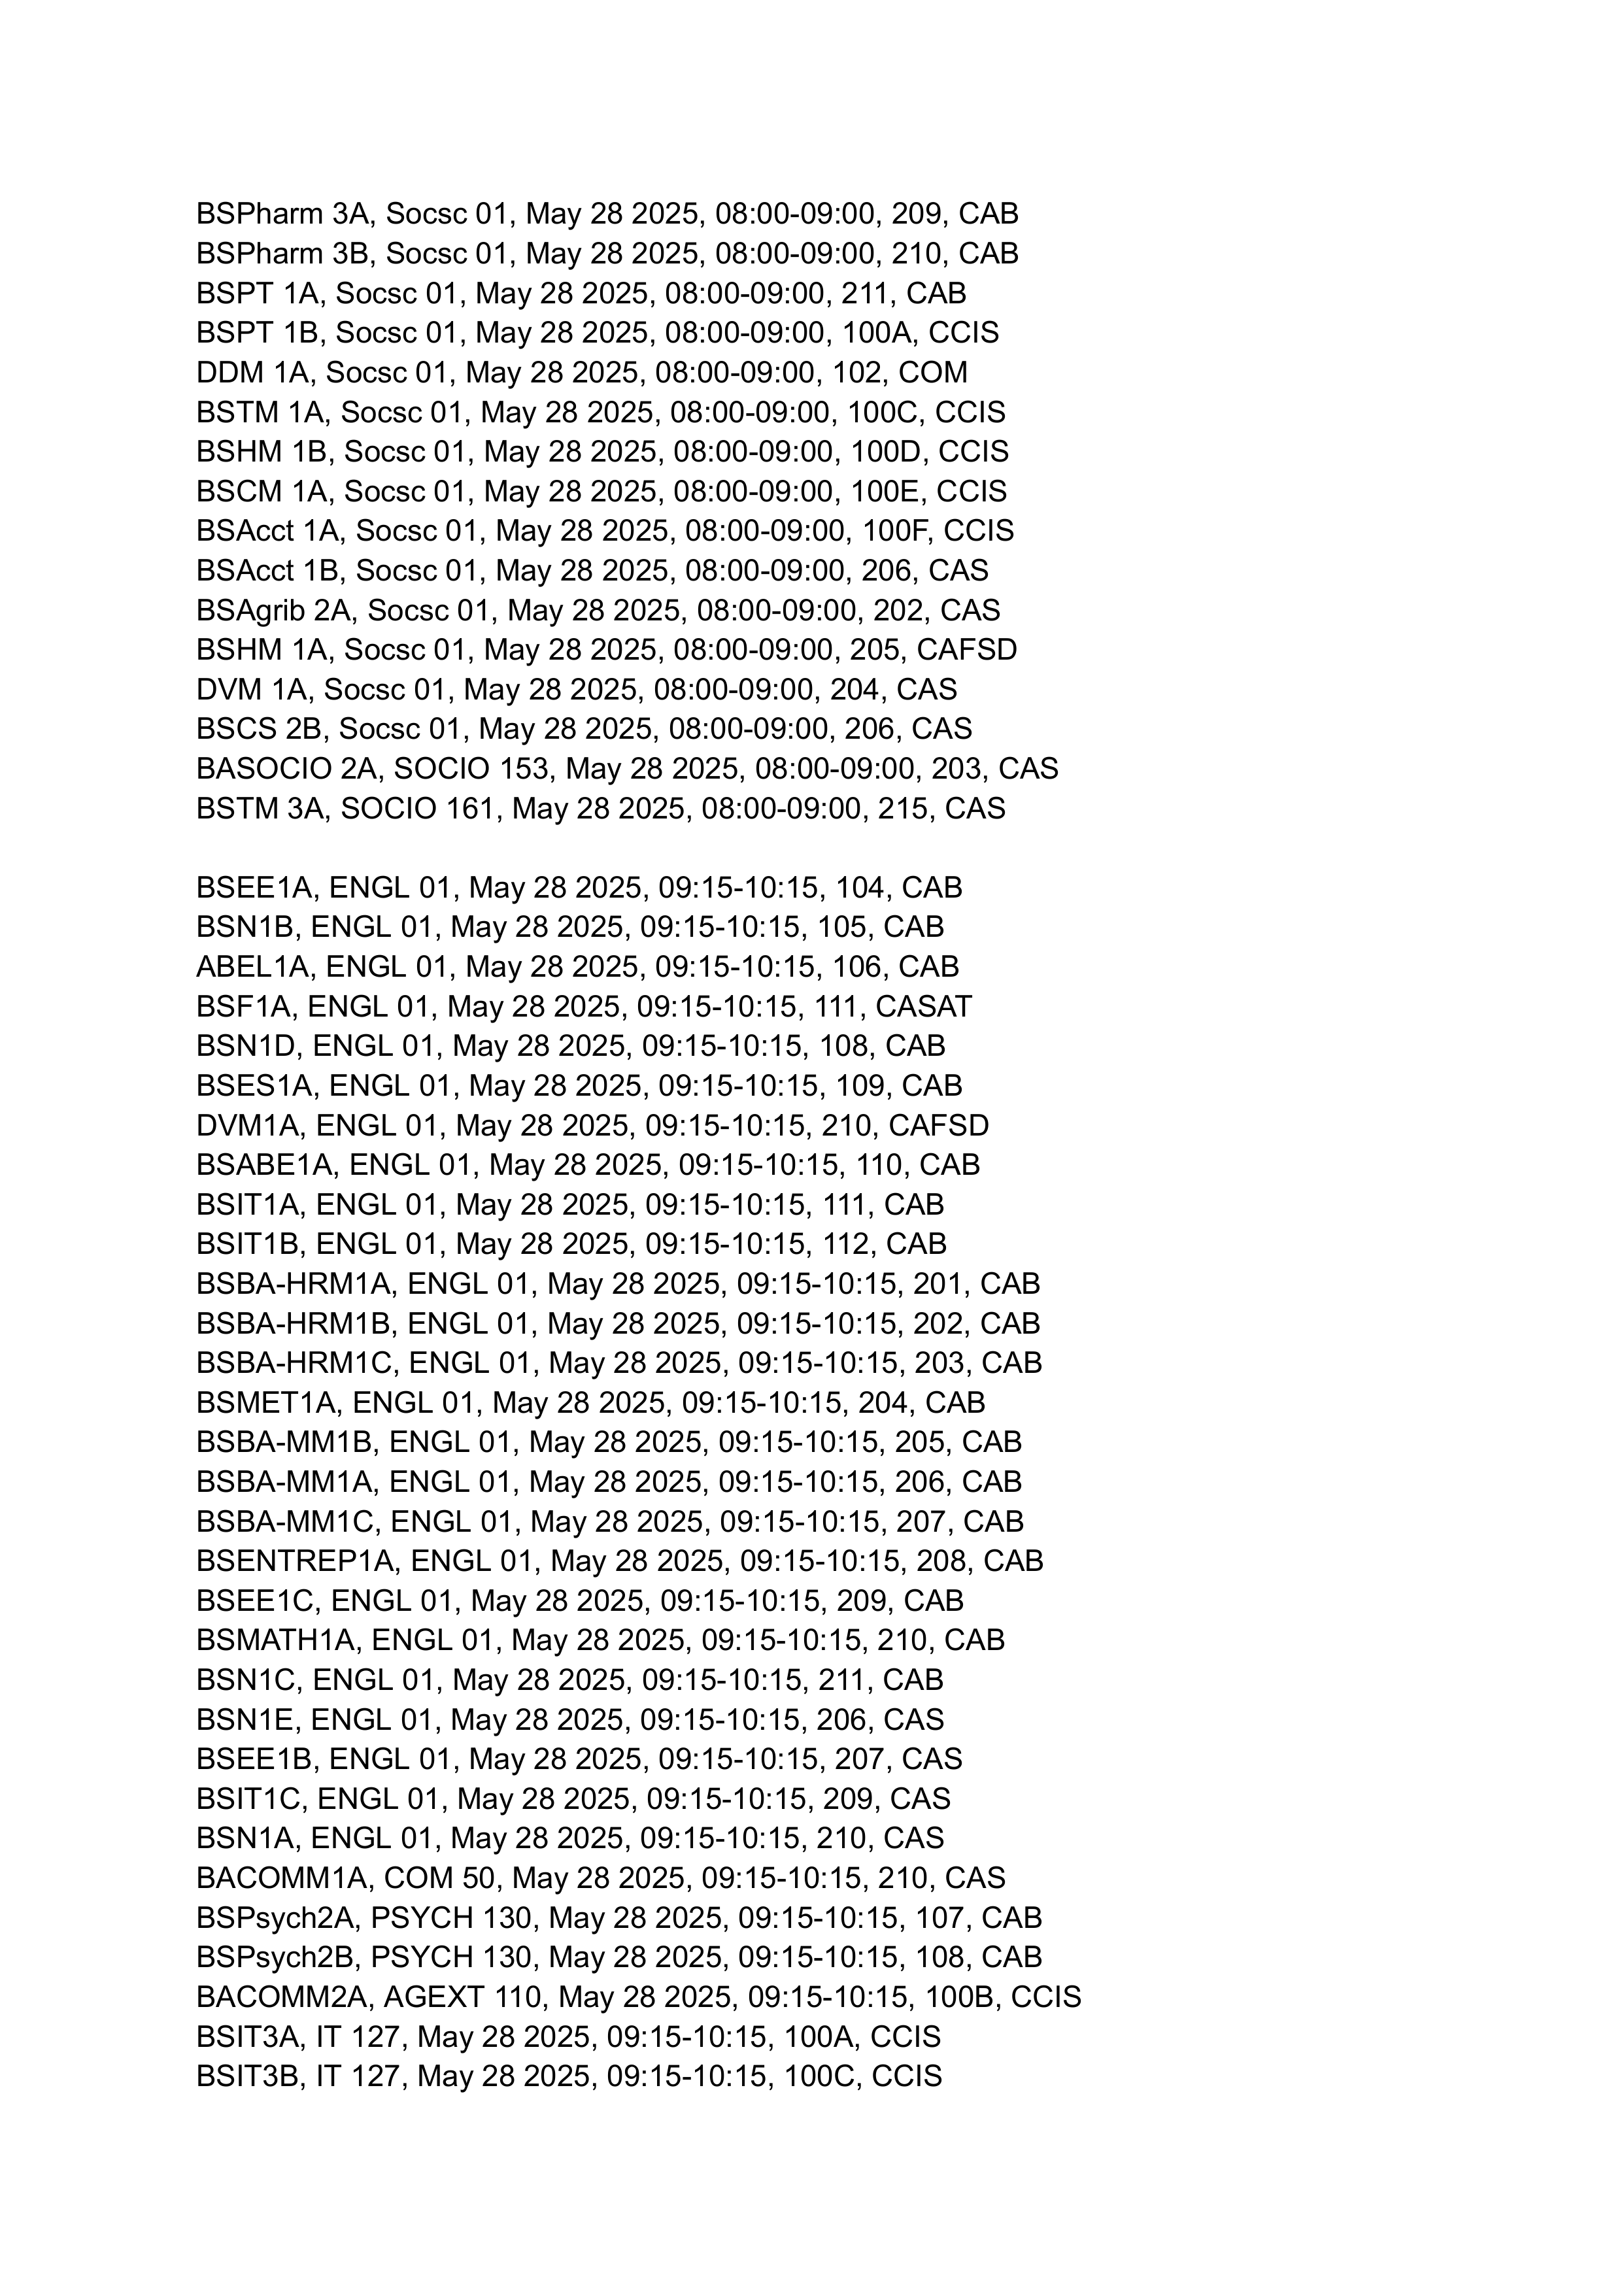 BSPharm 3A, Socsc 01, May 28 2025, 08:00-09:00, 209, CAB
BSPharm 3B, Socsc 01, May 28 2025, 08:00-09:00, 210, CAB
BSPT 1A, Socsc 01, May 28 2025, 08:00-09:00, 211, CAB
BSPT 1B, Socsc 01, May 28 2025, 08:00-09:00, 100A, CCIS
DDM 1A, Socsc 01, May 28 2025, 08:00-09:00, 102, COM
BSTM 1A, Socsc 01, May 28 2025, 08:00-09:00, 100C, CCIS
BSHM 1B, Socsc 01, May 28 2025, 08:00-09:00, 100D, CCIS
BSCM 1A, Socsc 01, May 28 2025, 08:00-09:00, 100E, CCIS
BSAcct 1A, Socsc 01, May 28 2025, 08:00-09:00, 100F, CCIS
BSAcct 1B, Socsc 01, May 28 2025, 08:00-09:00, 206, CAS
BSAgrib 2A, Socsc 01, May 28 2025, 08:00-09:00, 202, CAS
BSHM 1A, Socsc 01, May 28 2025, 08:00-09:00, 205, CAFSD
DVM 1A, Socsc 01, May 28 2025, 08:00-09:00, 204, CAS
BSCS 2B, Socsc 01, May 28 2025, 08:00-09:00, 206, CAS
BASOCIO 2A, SOCIO 153, May 28 2025, 08:00-09:00, 203, CAS
BSTM 3A, SOCIO 161, May 28 2025, 08:00-09:00, 215, CAS
BSEE1A, ENGL 01, May 28 2025, 09:15-10:15, 104, CAB
BSN1B, ENGL 01, May 28 2025, 09:15-10:15, 105, CAB
ABEL1A, ENGL 01, May 28 2025, 09:15-10:15, 106, CAB
BSF1A, ENGL 01, May 28 2025, 09:15-10:15, 111, CASAT
BSN1D, ENGL 01, May 28 2025, 09:15-10:15, 108, CAB
BSES1A, ENGL 01, May 28 2025, 09:15-10:15, 109, CAB
DVM1A, ENGL 01, May 28 2025, 09:15-10:15, 210, CAFSD
BSABE1A, ENGL 01, May 28 2025, 09:15-10:15, 110, CAB
BSIT1A, ENGL 01, May 28 2025, 09:15-10:15, 111, CAB
BSIT1B, ENGL 01, May 28 2025, 09:15-10:15, 112, CAB
BSBA-HRM1A, ENGL 01, May 28 2025, 09:15-10:15, 201, CAB
BSBA-HRM1B, ENGL 01, May 28 2025, 09:15-10:15, 202, CAB
BSBA-HRM1C, ENGL 01, May 28 2025, 09:15-10:15, 203, CAB
BSMET1A, ENGL 01, May 28 2025, 09:15-10:15, 204, CAB
BSBA-MM1B, ENGL 01, May 28 2025, 09:15-10:15, 205, CAB
BSBA-MM1A, ENGL 01, May 28 2025, 09:15-10:15, 206, CAB
BSBA-MM1C, ENGL 01, May 28 2025, 09:15-10:15, 207, CAB
BSENTREP1A, ENGL 01, May 28 2025, 09:15-10:15, 208, CAB
BSEE1C, ENGL 01, May 28 2025, 09:15-10:15, 209, CAB
BSMATH1A, ENGL 01, May 28 2025, 09:15-10:15, 210, CAB
BSN1C, ENGL 01, May 28 2025, 09:15-10:15, 211, CAB
BSN1E, ENGL 01, May 28 2025, 09:15-10:15, 206, CAS
BSEE1B, ENGL 01, May 28 2025, 09:15-10:15, 207, CAS
BSIT1C, ENGL 01, May 28 2025, 09:15-10:15, 209, CAS
BSN1A, ENGL 01, May 28 2025, 09:15-10:15, 210, CAS
BACOMM1A, COM 50, May 28 2025, 09:15-10:15, 210, CAS
BSPsych2A, PSYCH 130, May 28 2025, 09:15-10:15, 107, CAB
BSPsych2B, PSYCH 130, May 28 2025, 09:15-10:15, 108, CAB
BACOMM2A, AGEXT 110, May 28 2025, 09:15-10:15, 100B, CCIS
BSIT3A, IT 127, May 28 2025, 09:15-10:15, 100A, CCIS
BSIT3B, IT 127, May 28 2025, 09:15-10:15, 100C, CCIS